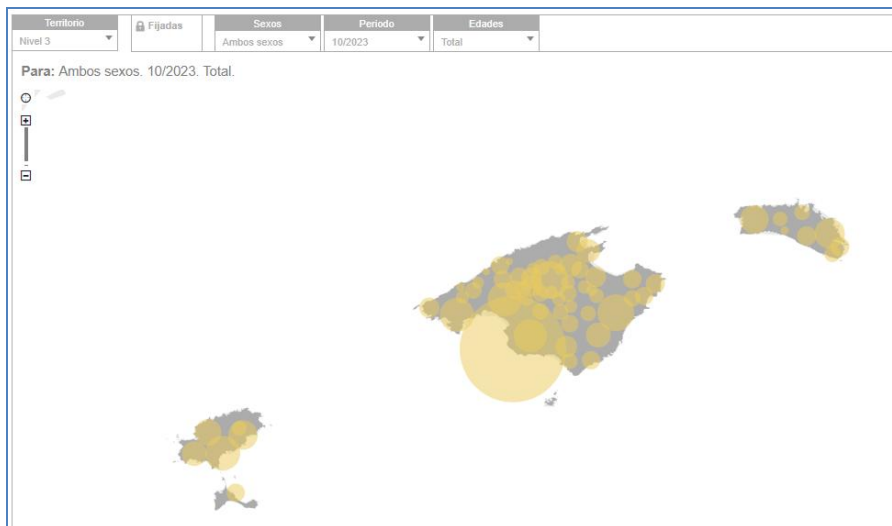 Territorio
Nivel 3
Fijadas
Sexos
Ambos sexos
Periodo
10/2023
Edades
Total
Para: Ambos sexos. 10/2023. Total.